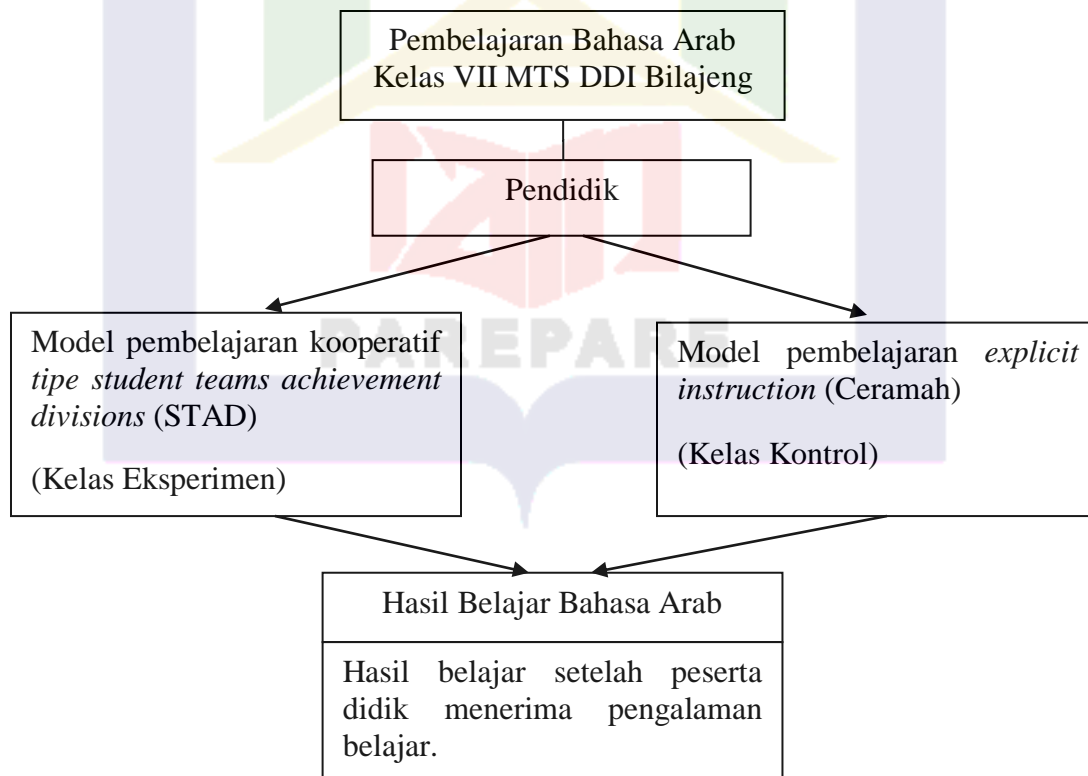 Pembelajaran Bahasa Arab
Kelas VII MTS DDI Bilajeng
Pendidik
PAREPARE
Model pembelajaran kooperatif
tipe student teams achievement
divisions (STAD)
(Kelas Eksperimen)
Model pembelajaran explicit
instruction (Ceramah)
(Kelas Kontrol)
Hasil Belajar Bahasa Arab
Hasil belajar setelah peserta
didik menerima pengalaman
belajar.